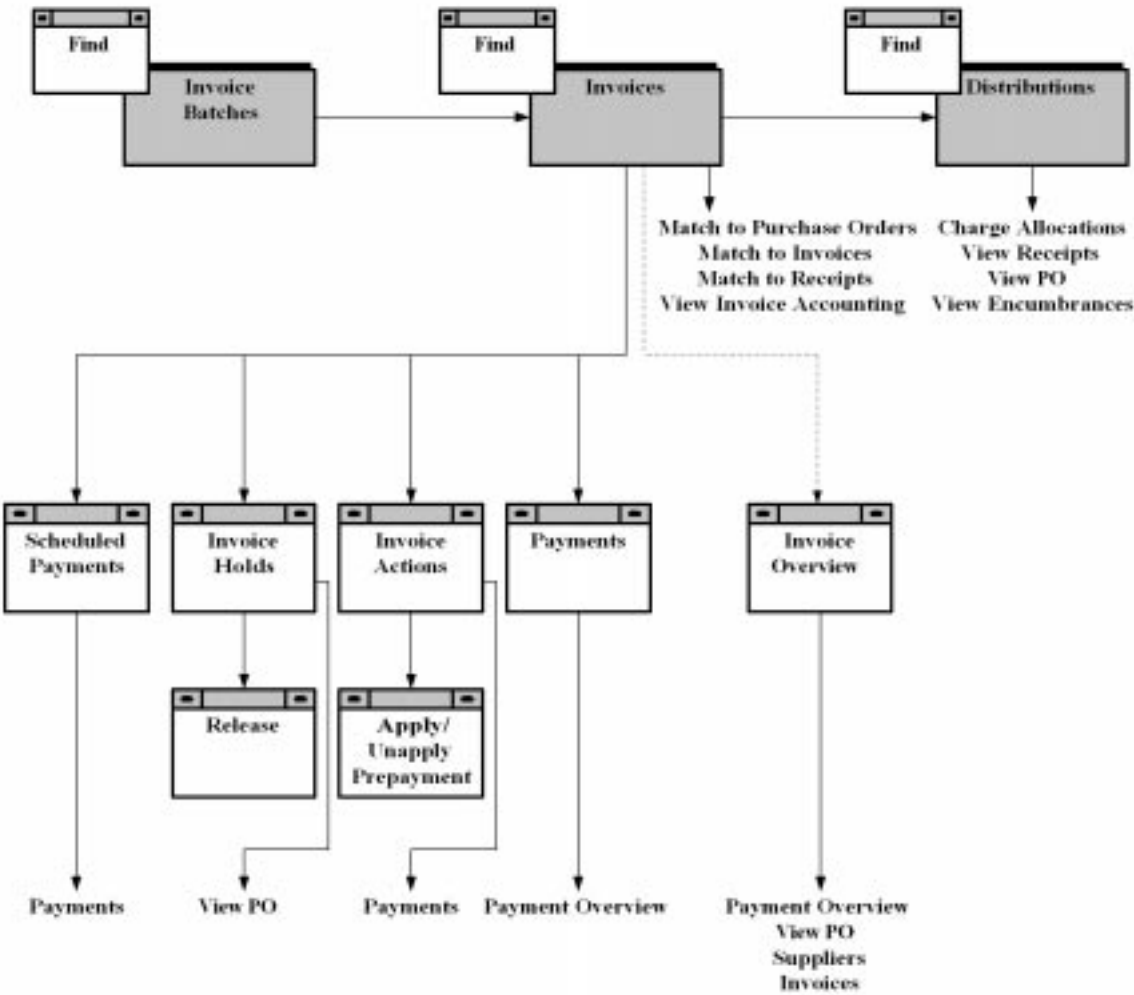 Find
Invoice
Batches
Find
Invoices
Find
Distributions
Match to Purchase Orders
Match to Invoices
Match to Receipts
View Invoice Accounting
Charge Allocations
View Receipts
View PO
View Encumbrances
Scheduled
Payments
Invoice
Holds
Invoice
Actions
Payments
Invoice
Overview
Release
Apply/
Unapply
Prepayment
Payments
View PO
Payments
Payment Overview
Payment Overview
View PO
Suppliers
Invoices